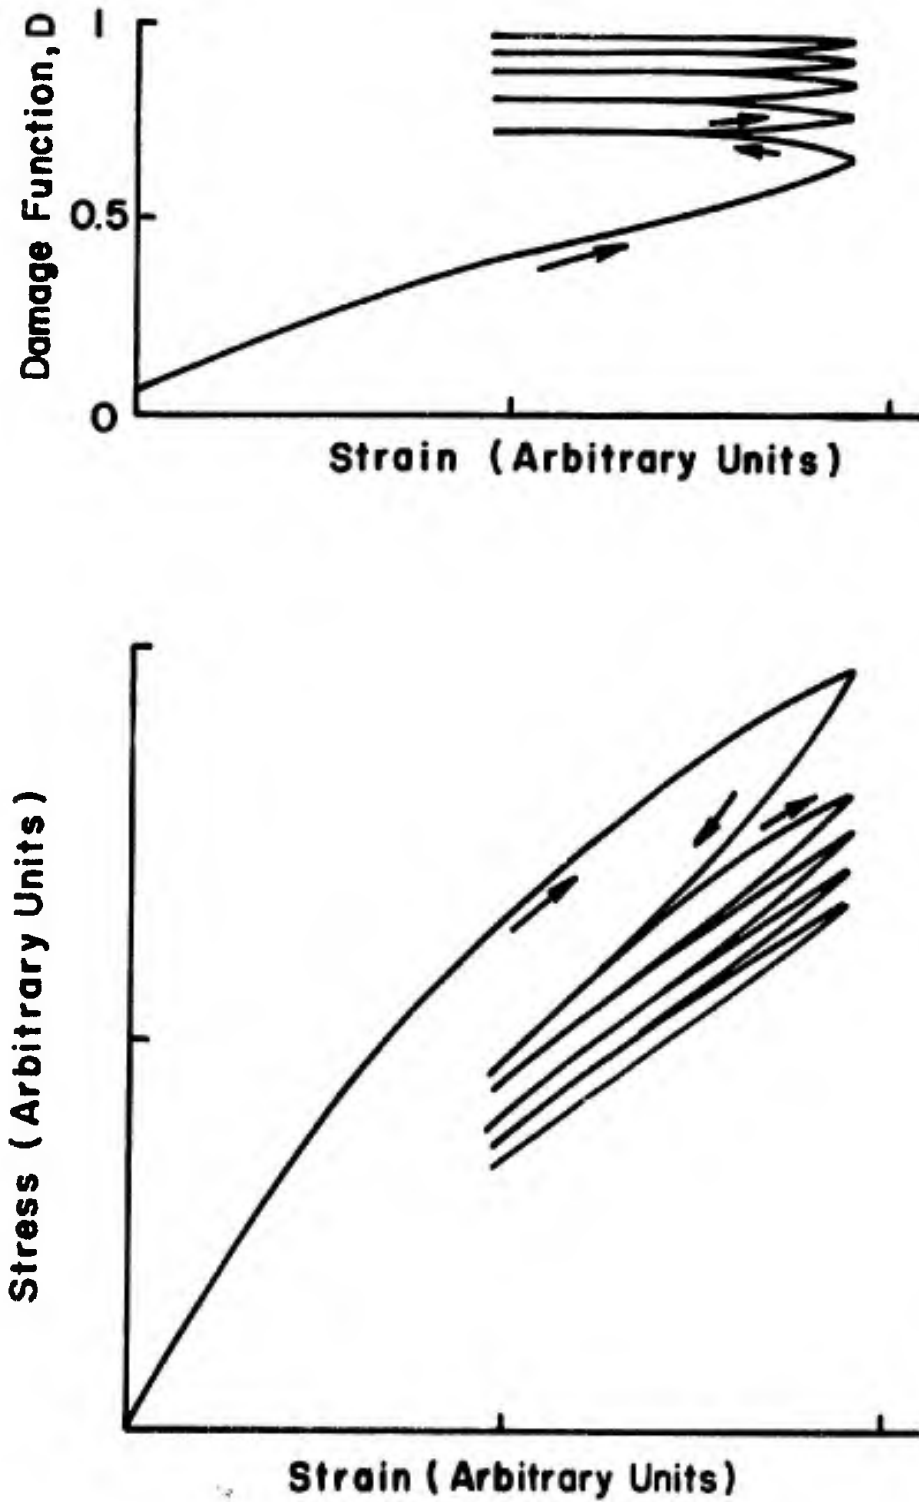 Damage Function, D
1
0.5
0
Strain (Arbitrary Units)
Stress (Arbitrary Units)
Strain (Arbitrary Units)